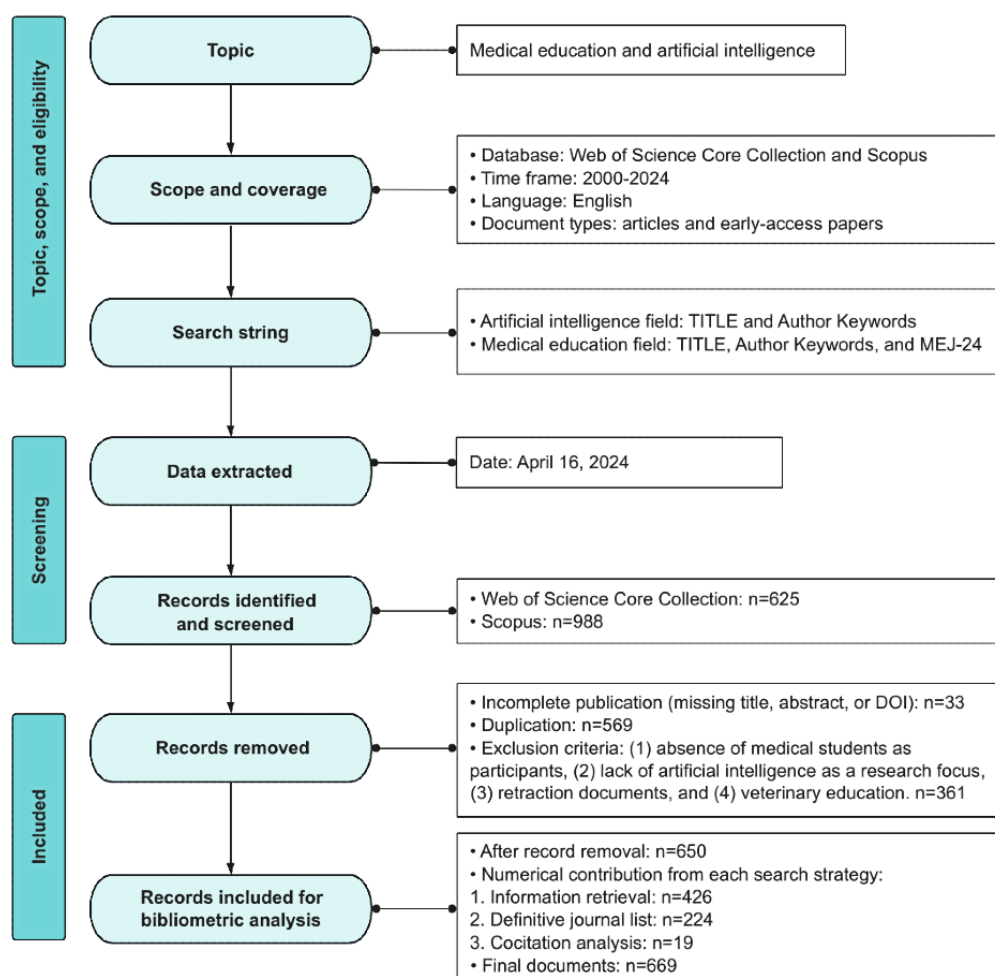 Topic, scope, and eligibility
Topic
Medical education and artificial intelligence
Scope and coverage
• Database: Web of Science Core Collection and Scopus
• Time frame: 2000-2024
• Language: English
• Document types: articles and early-access papers
Search string
• Artificial intelligence field: TITLE and Author Keywords
• Medical education field: TITLE, Author Keywords, and MEJ-24
Screening
Data extracted
Date: April 16, 2024
Records identified
and screened
• Web of Science Core Collection: n=625
• Scopus: n=988
Included
Records removed
• Incomplete publication (missing title, abstract, or DOI): n=33
• Duplication: n=569
• Exclusion criteria: (1) absence of medical students as
participants, (2) lack of artificial intelligence as a research focus,
(3) retraction documents, and (4) veterinary education. n=361
Records included for
bibliometric analysis
• After record removal: n=650
• Numerical contribution from each search strategy:
1. Information retrieval: n=426
2. Definitive journal list: n=224
3. Cocitation analysis: n=19
• Final documents: n=669